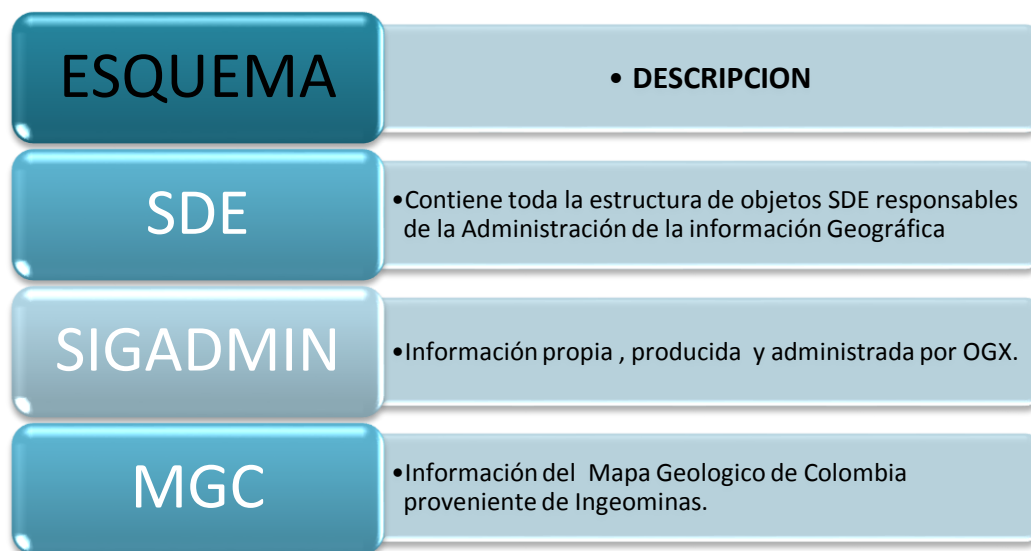 ESQUEMA
• DESCRIPCION
SDE
•Contiene toda la estructura de objetos SDE responsables
de la Administración de la información Geográfica
SIGADMIN
•Información propia , producida y administrada por OGX.
MGC
•Información del Mapa Geologico de Colombia
proveniente de Ingeominas.